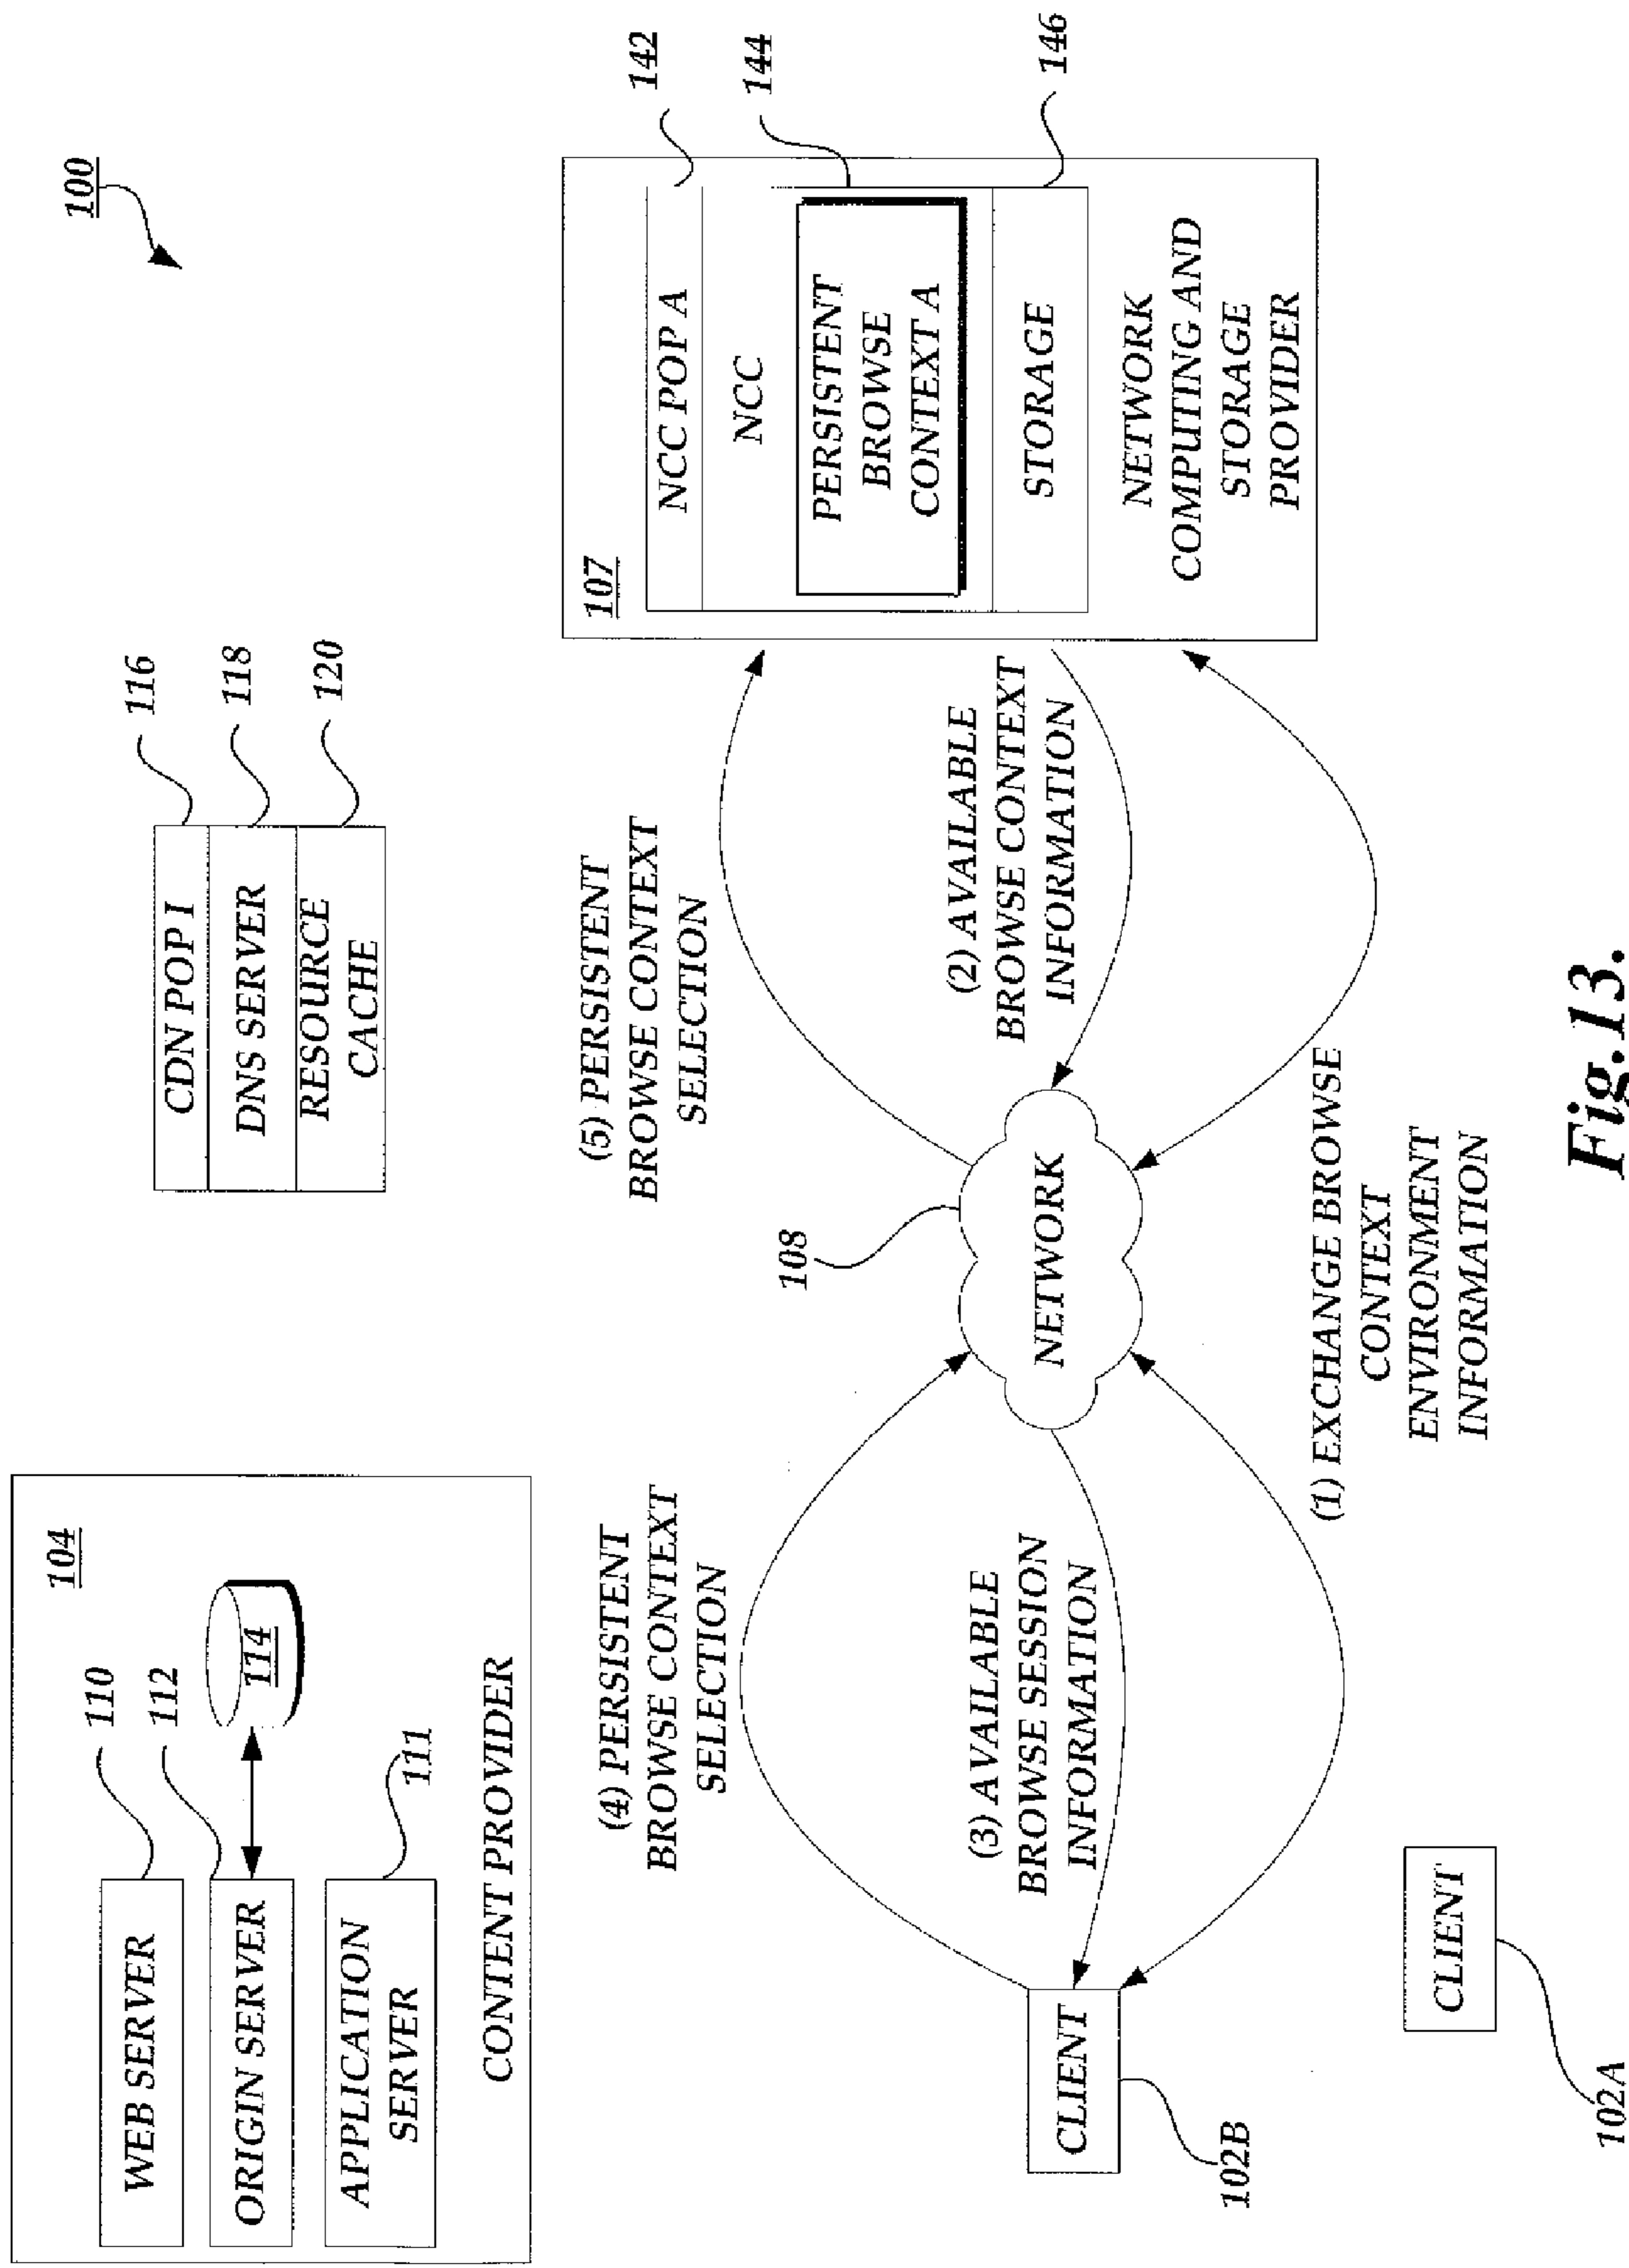 100
104
110
112
114
WEB SERVER
ORIGIN SERVER
APPLICATION
SERVER
111
CONTENT PROVIDER
116
118
120
CDN POP I
DNS SERVER
RESOURCE
CACHE
(4) PERSISTENT
BROWSE CONTEXT
SELECTION
(5) PERSISTENT
BROWSE CONTEXT
SELECTION
107
142
144
146
NCC POP A
NCC
PERSISTENT
BROWSE
CONTEXT A
STORAGE
NETWORK
COMPUTING AND
STORAGE
PROVIDER
108
NETWORK
(3) AVAILABLE
BROWSE SESSION
INFORMATION
(2) AVAILABLE
BROWSE CONTEXT
INFORMATION
CLIENT
102B
(1) EXCHANGE BROWSE
CONTEXT
ENVIRONMENT
INFORMATION
CLIENT
102A
Fig.13.